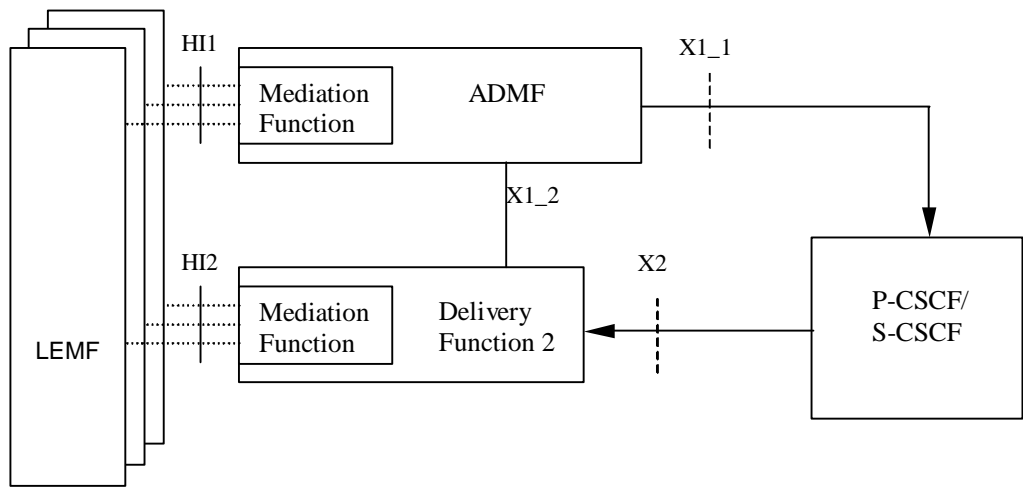 HI1
X1_1
Mediation
Function
ADMF
X1_2
HI2
X2
Mediation
Function
Delivery
Function 2
P-CSCF/
S-CSCF
LEMF